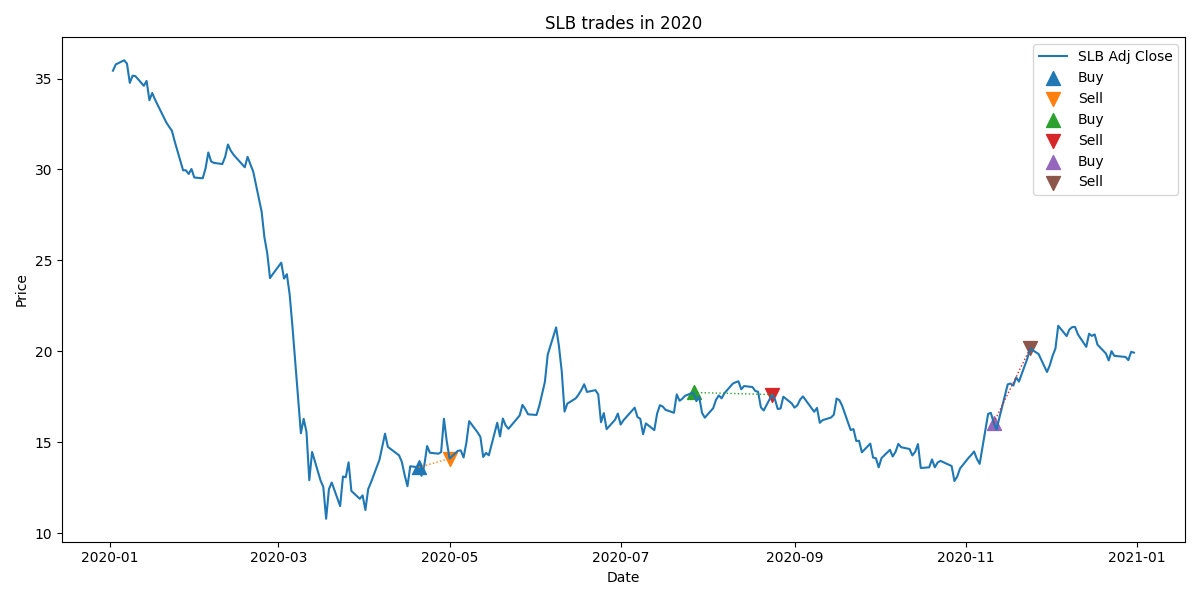 SLB trades in 2020
SLB Adj Close
Buy
Sell
Buy
Sell
Buy
Sell
Price
35
30
25
20
15
10
2020-01
2020-03
2020-05
2020-07
2020-09
2020-11
2021-01
Date